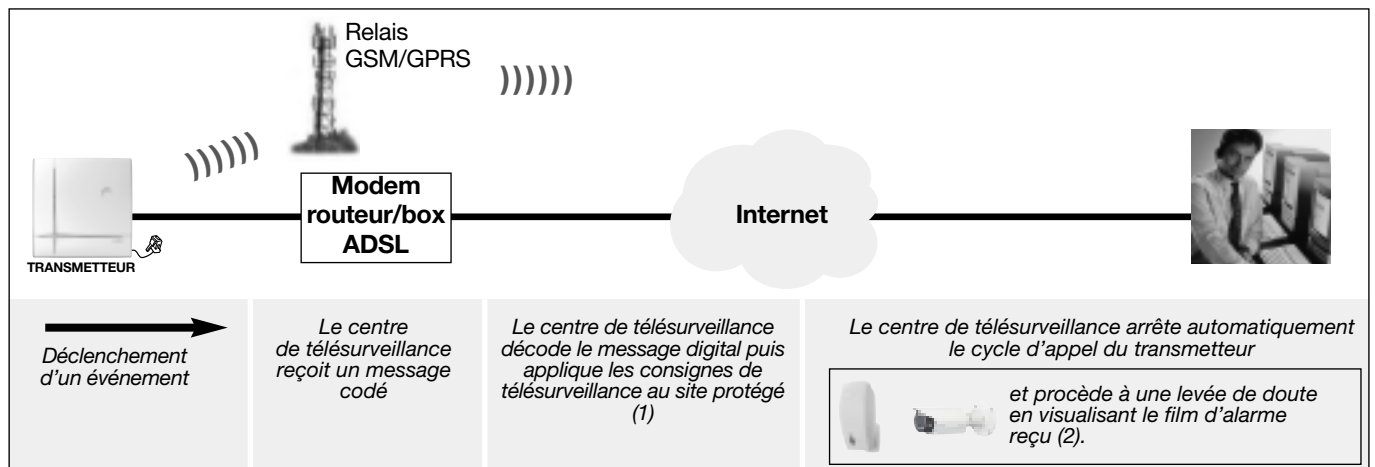 Relais
GSM/GPRS
Modem
routeur/box
ADSL
Internet
TRANSMETTEUR
Déclenchement
d'un événement
Le centre
de télésurveillance
reçoit un message
codé
Le centre de télésurveillance
décode le message digital puis
applique les consignes de
télésurveillance au site protégé
(1)
Le centre de télésurveillance arrête automatiquement
le cycle d'appel du transmetteur
et procède à une levée de doute
en visualisant le film d'alarme
reçu (2).